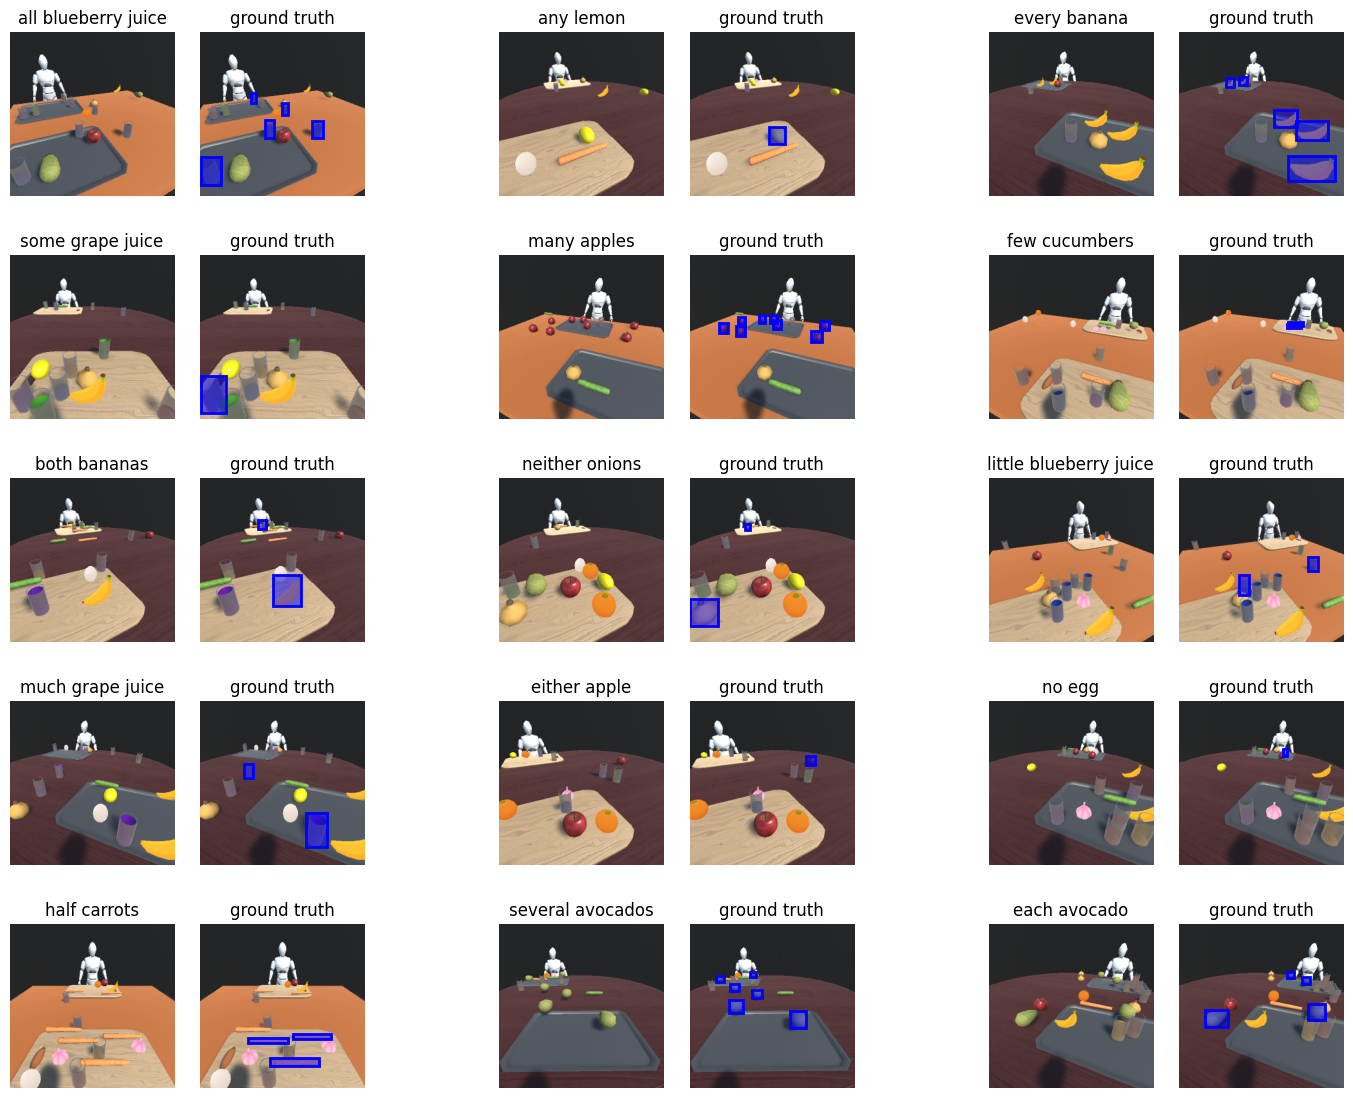 all blueberry juice
ground truth
any lemon
ground truth
every banana
ground truth
some grape juice
ground truth
many apples
ground truth
few cucumbers
ground truth
both bananas
ground truth
neither onions
ground truth
little blueberry juice
ground truth
much grape juice
ground truth
either apple
ground truth
no egg
ground truth
half carrots
ground truth
several avocados
ground truth
each avocado
ground truth